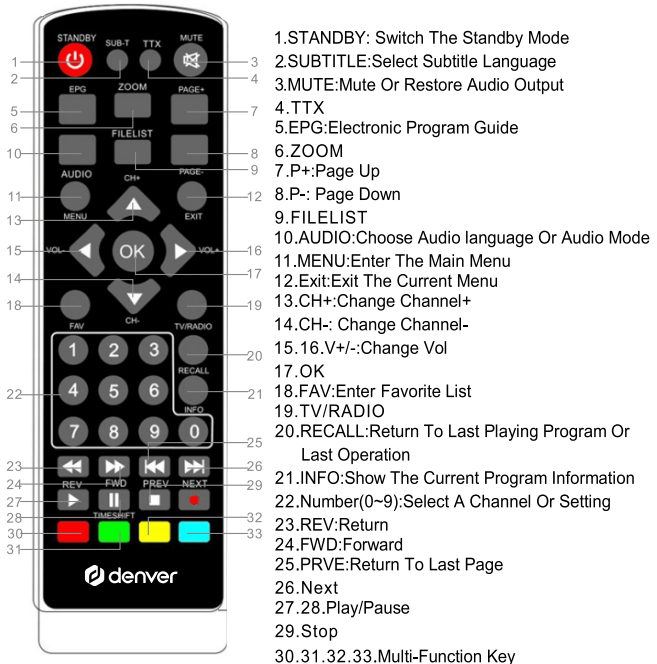 STANDBY
SUB-T TTX
MUTE
1
2
3
4
EPG
ZOOM
PAGE+
5
6
7
FILELIST
10
8
9
AUDIO
CH+
PAGE-
11
12
13
MENU
EXIT
VOL-
OK
VOL+
15
16
17
14
18
19
FAV
CH-
TV/RADIO
1 2 3
20
RECALL
4 5 6
22
21
INFO
7 8 9 0
25
23
26
24
29
REV FWD PREV NEXT
27
28
TIMESHIFT
32
30
33
31
denver
1.STANDBY: Switch The Standby Mode
2.SUBTITLE:Select Subtitle Language
3.MUTE:Mute Or Restore Audio Output
4.TTX
5.EPG:Electronic Program Guide
6.ZOOM
7.P+:Page Up
8.P-: Page Down
9.FILELIST
10.AUDIO:Choose Audio language Or Audio Mode
11.MENU:Enter The Main Menu
12.Exit:Exit The Current Menu
13.CH+:Change Channel+
14.CH-: Change Channel-
15.16.V+/-:Change Vol
17.OK
18.FAV:Enter Favorite List
19.TV/RADIO
20.RECALL:Return To Last Playing Program Or
Last Operation
21.INFO:Show The Current Program Information
22.Number(0~9):Select A Channel Or Setting
23.REV:Return
24.FWD:Forward
25.PRVE:Return To Last Page
26.Next
27.28.Play/Pause
29.Stop
30.31.32.33.Multi-Function Key